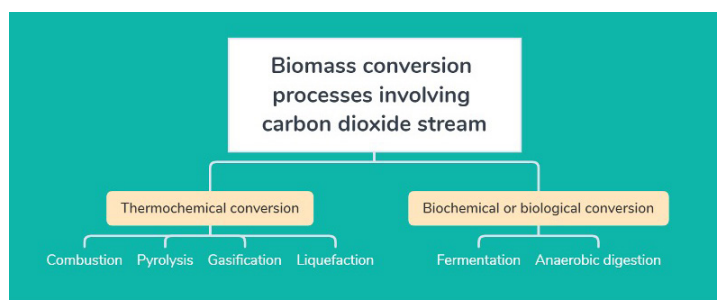 Biomass conversion
processes involving
carbon dioxide stream
Thermochemical conversion
Biochemical or biological conversion
Combustion
Pyrolysis
Gasification
Liquefaction
Fermentation
Anaerobic digestion